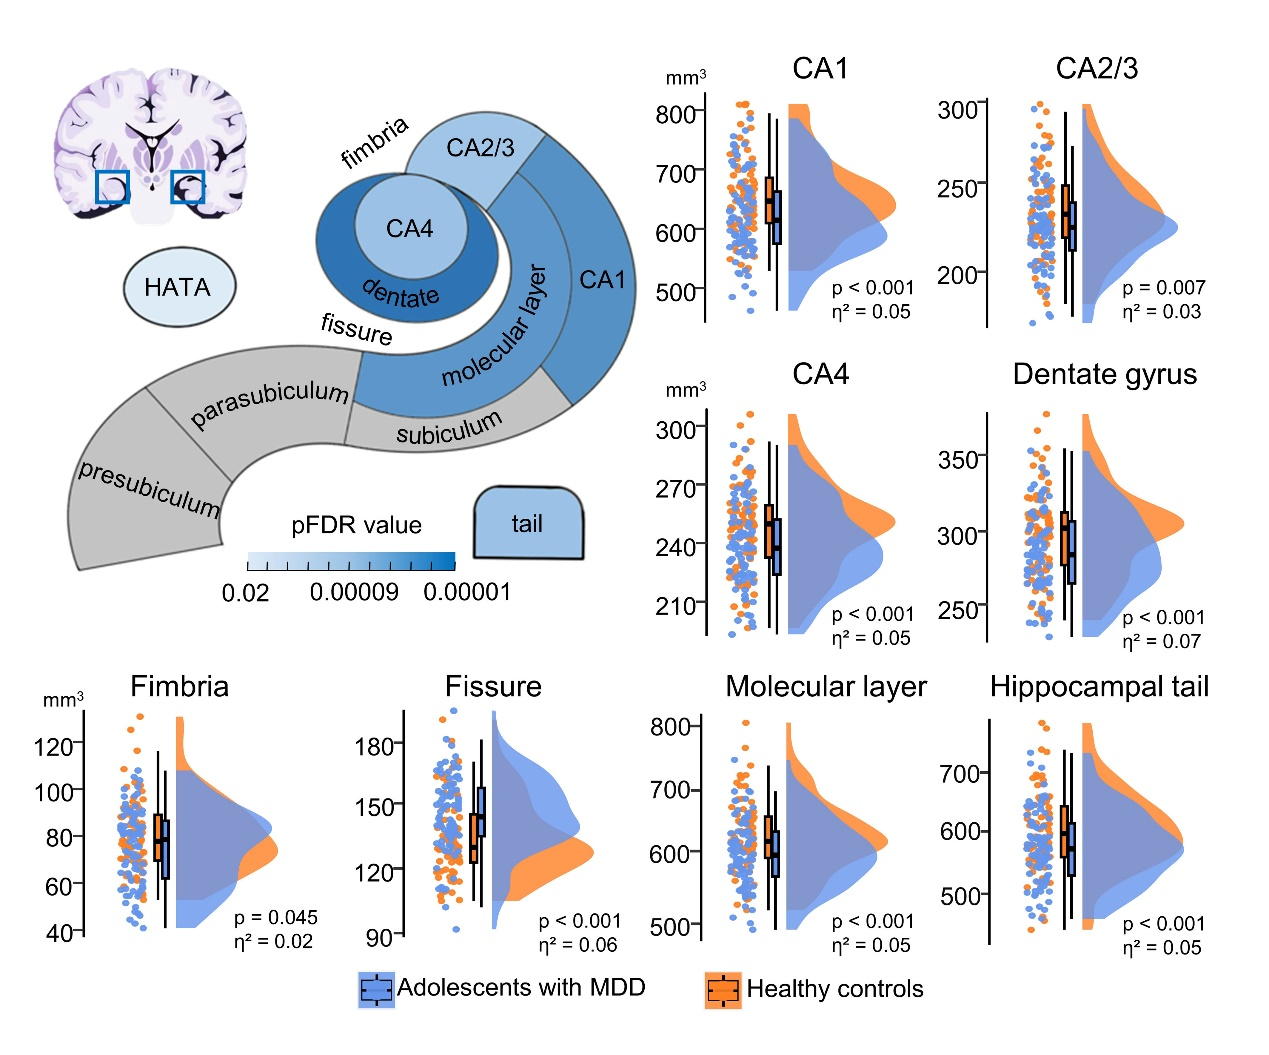 fimbria
CA2/3
CA4
HATA
dentate
CA1
molecular layer
fissure
parasubiculum
subiculum
presubiculum
pFDR value
tail
0.02 0.00009 0.00001
CA1
mm³
800
700
600
500
p < 0.001
η² = 0.05
CA2/3
300
250
200
p = 0.007
η² = 0.03
CA4
mm³
300
270
240
210
p < 0.001
η² = 0.05
Dentate gyrus
350
300
250
p < 0.001
η² = 0.07
Fimbria
mm³
120
100
80
60
40
p = 0.045
η² = 0.02
Fissure
180
150
120
90
p < 0.001
η² = 0.06
Molecular layer
800
700
600
500
p < 0.001
η² = 0.05
Hippocampal tail
700
600
500
p < 0.001
η² = 0.05
Adolescents with MDD
Healthy controls